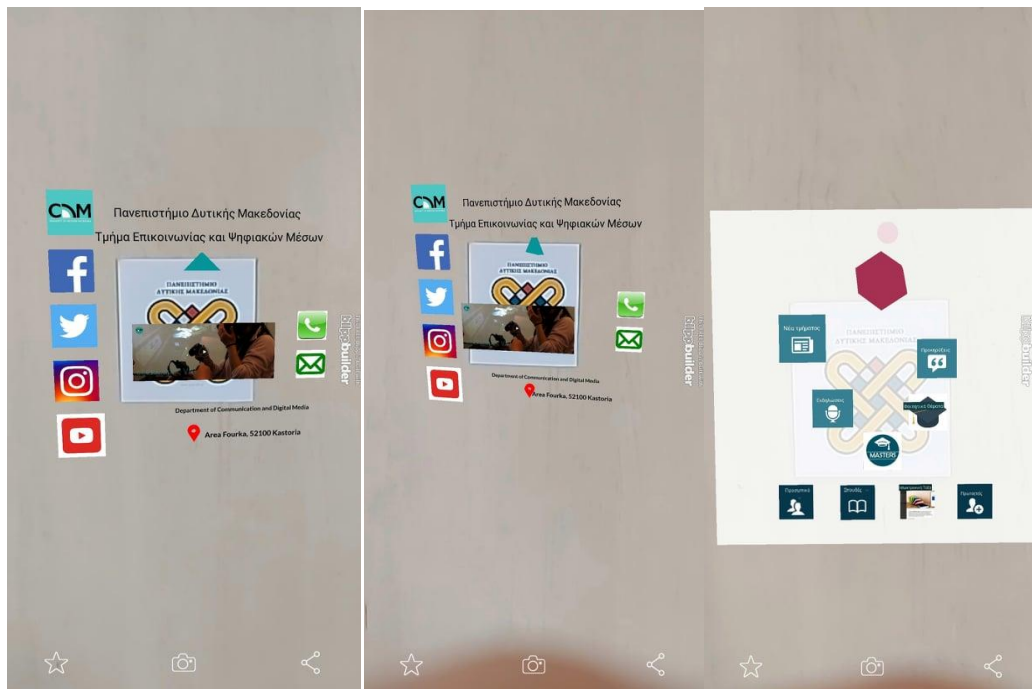 CDM
Πανεπιστήμιο Δυτικής Μακεδονίας
Τμήμα Επικοινωνίας και Ψηφιακών Μέσων
ΠΑΝΕΠΙΣΤΗΜΙΟ
ΔΥΤΙΚΗΣ ΜΑΚΕΔΟΝΙΑΣ
Department of Communication and Digital Media
Area Fourka, 52100 Kastoria
blippbuilder
CDM
Πανεπιστήμιο Δυτικής Μακεδονίας
Τμήμα Επικοινωνίας και Ψηφιακών Μέσων
ΠΑΝΕΠΙΣΤΗΜΙΟ
ΔΥΤΙΚΗΣ ΜΑΚΕΔΟΝΙΑΣ
Department of Communication and Digital Media
Area Fourka, 52100 Kastoria
blippbuilder
ΠΑΝΕΠΙΣΤΗΜΙΟ
ΔΥΤΙΚΗΣ ΜΑΚΕΔΟΝΙΑΣ
Νέα τμήματος
Προκηρύξεις
Εκδηλώσεις
MASTERS
Προσωπικό
Σπουδές
blippbuilder